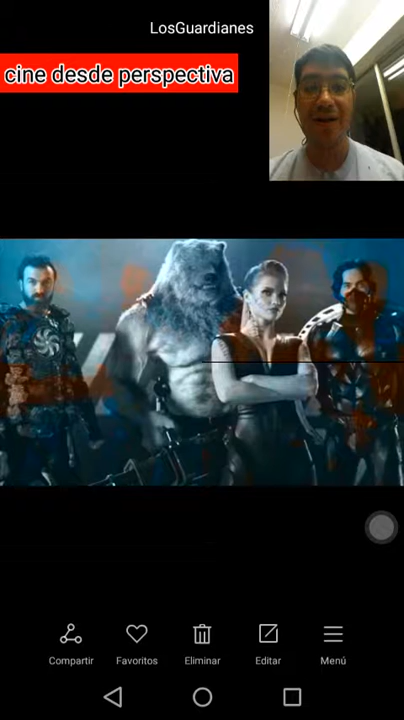 LosGuardianes
cine desde perspectiva
Compartir
Favoritos
Eliminar
Editar
Menú